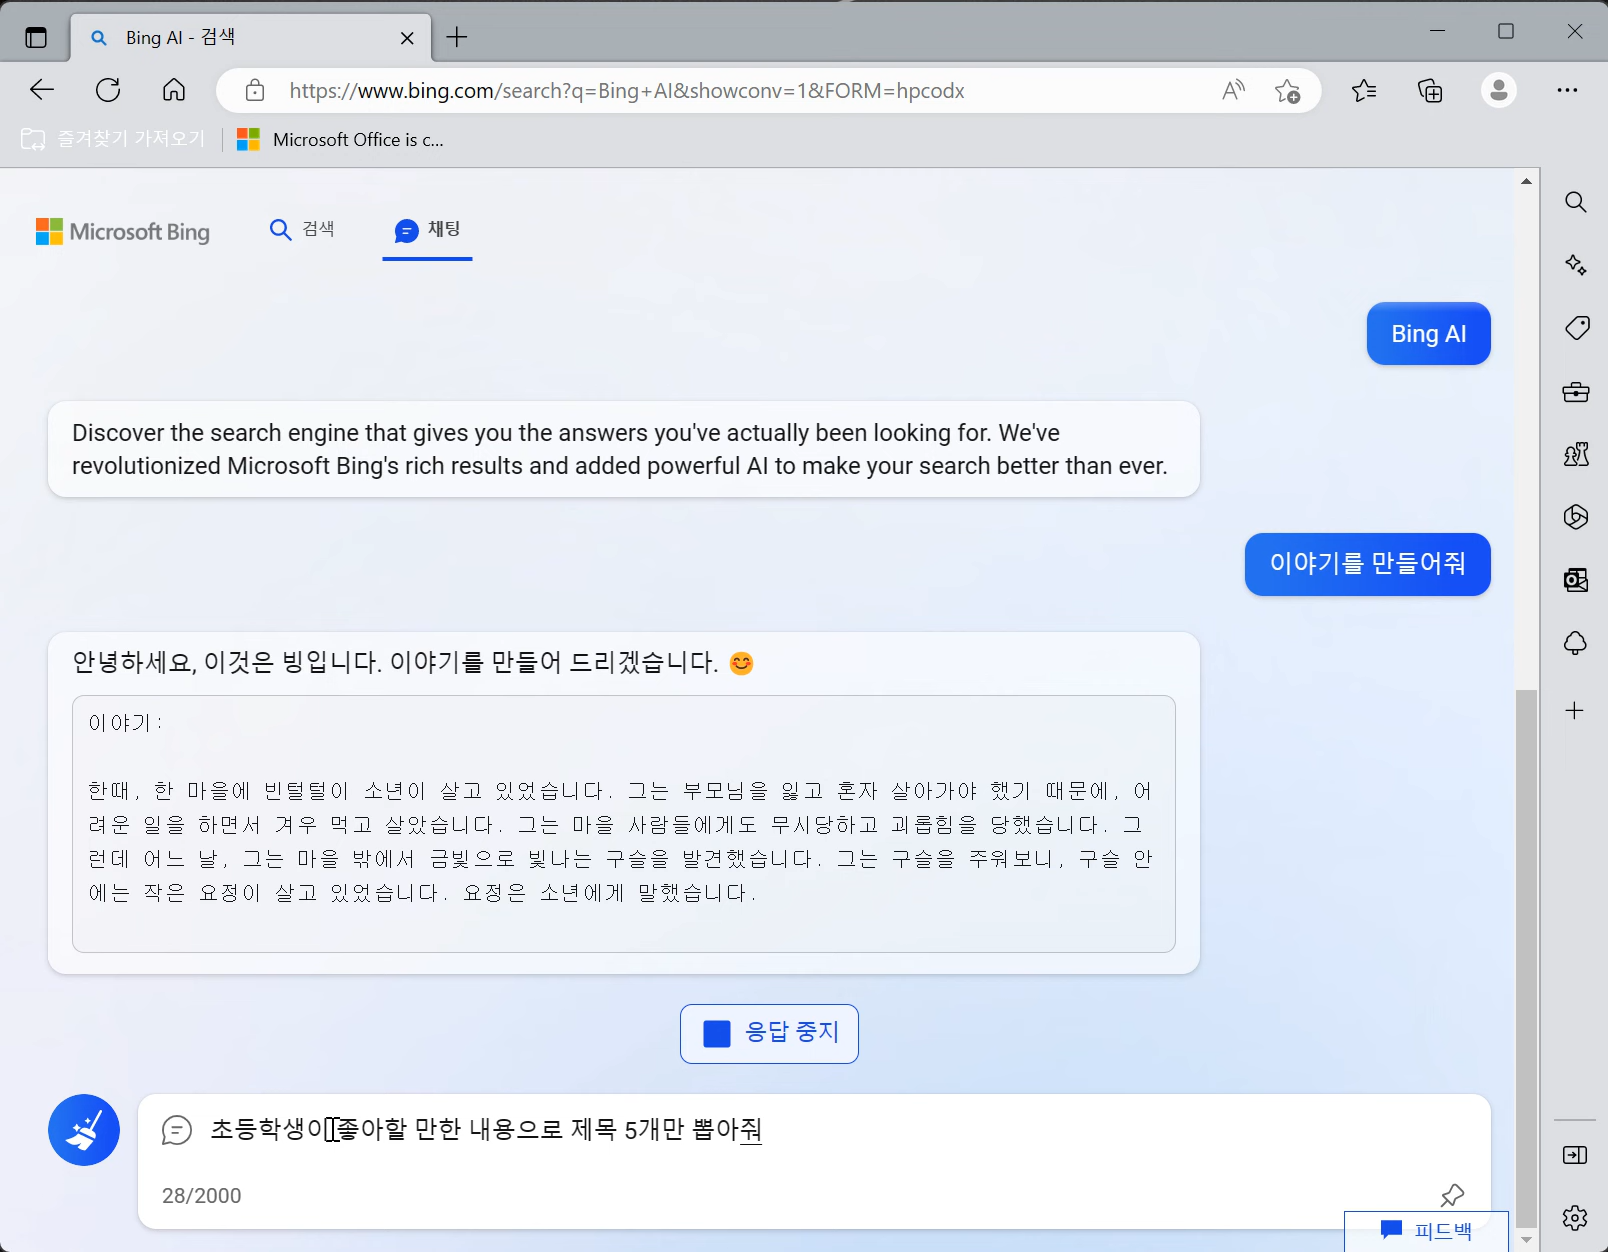 Bing AI - 검색
https://www.bing.com/search?q=Bing+AI&showconv=1&FORM=hpcodx
즐겨찾기 가져오기
Microsoft Office is c...
Microsoft Bing
검색
채팅
Bing AI
Discover the search engine that gives you the answers you've actually been looking for. We've
revolutionized Microsoft Bing's rich results and added powerful AI to make your search better than ever.
이야기를 만들어줘
안녕하세요, 이것은 빙입니다. 이야기를 만들어 드리겠습니다. 😊
이야기:
한때, 한 마을에 빈털털이 소년이 살고 있었습니다. 그는 부모님을 잃고 혼자 살아가야 했기 때문에, 어
려운 일을 하면서 겨우 먹고 살았습니다. 그는 마을 사람들에게도 무시당하고 괴롭힘을 당했습니다. 그
런데 어느 날, 그는 마을 밖에서 금빛으로 빛나는 구슬을 발견했습니다. 그는 구슬을 주워보니, 구슬 안
에는 작은 요정이 살고 있었습니다. 요정은 소년에게 말했습니다.
응답 중지
초등학생이 좋아할 만한 내용으로 제목 5개만 뽑아줘
28/2000
피드백